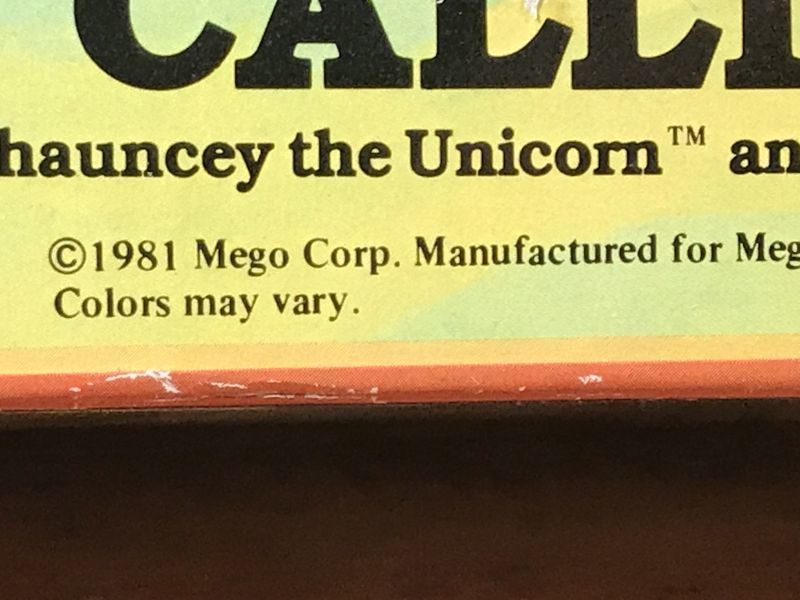 CALL
hauncey the Unicorn™ an
©1981 Mego Corp. Manufactured for Meg
Colors may vary.